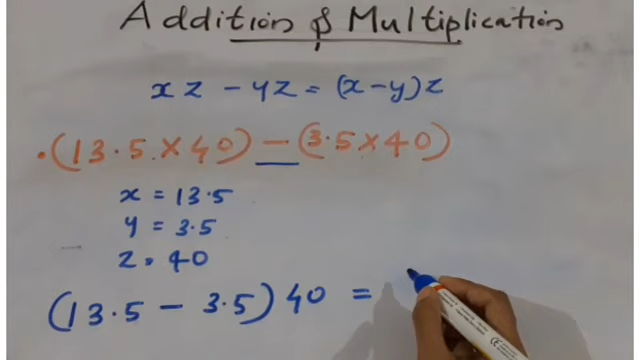 Addition & Multiplication
xz - yz = (x-y)z
.(13.5 x 40) - (3.5 x 40)
x = 13.5
y = 3.5
z = 40
(13.5 - 3.5) 40 =